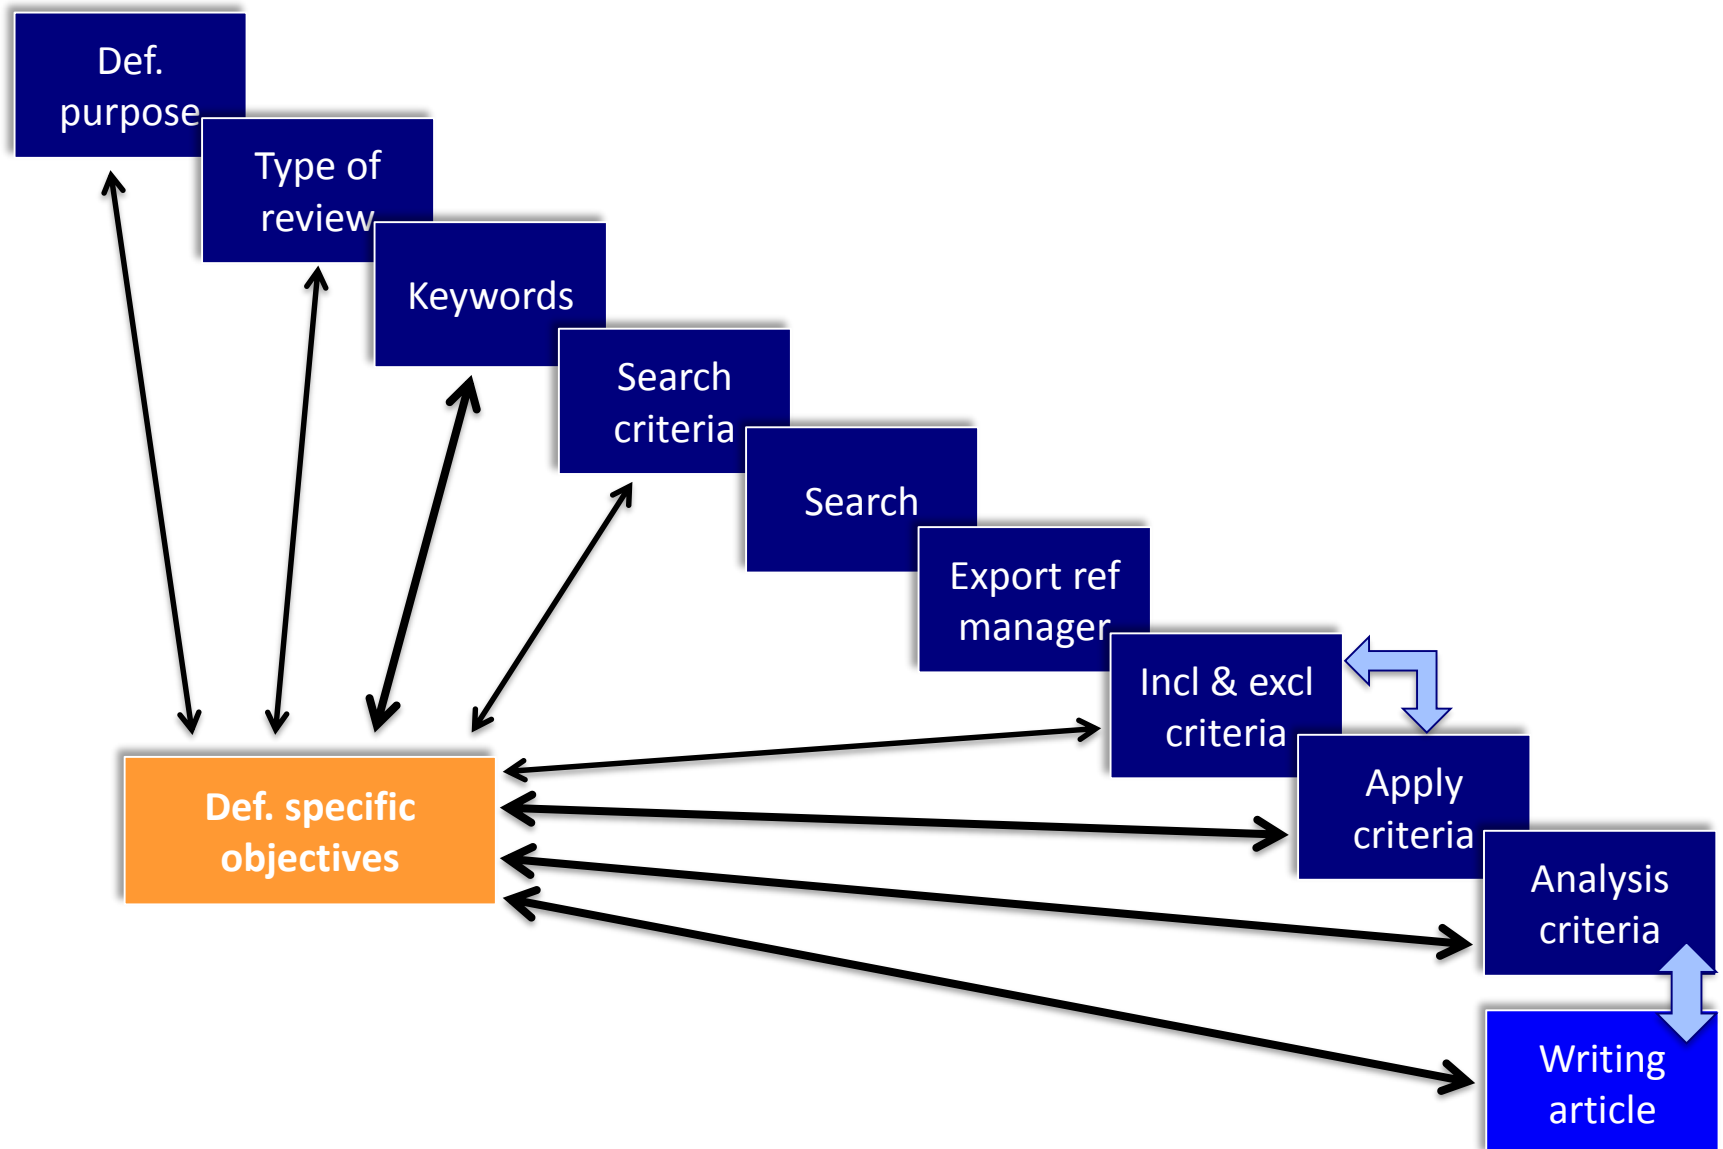 Def.
purpose
Type of
review
Keywords
Search
criteria
Search
Export ref
manager
Incl & excl
criteria
Apply
criteria
Def. specific
objectives
Analysis
criteria
Writing
article